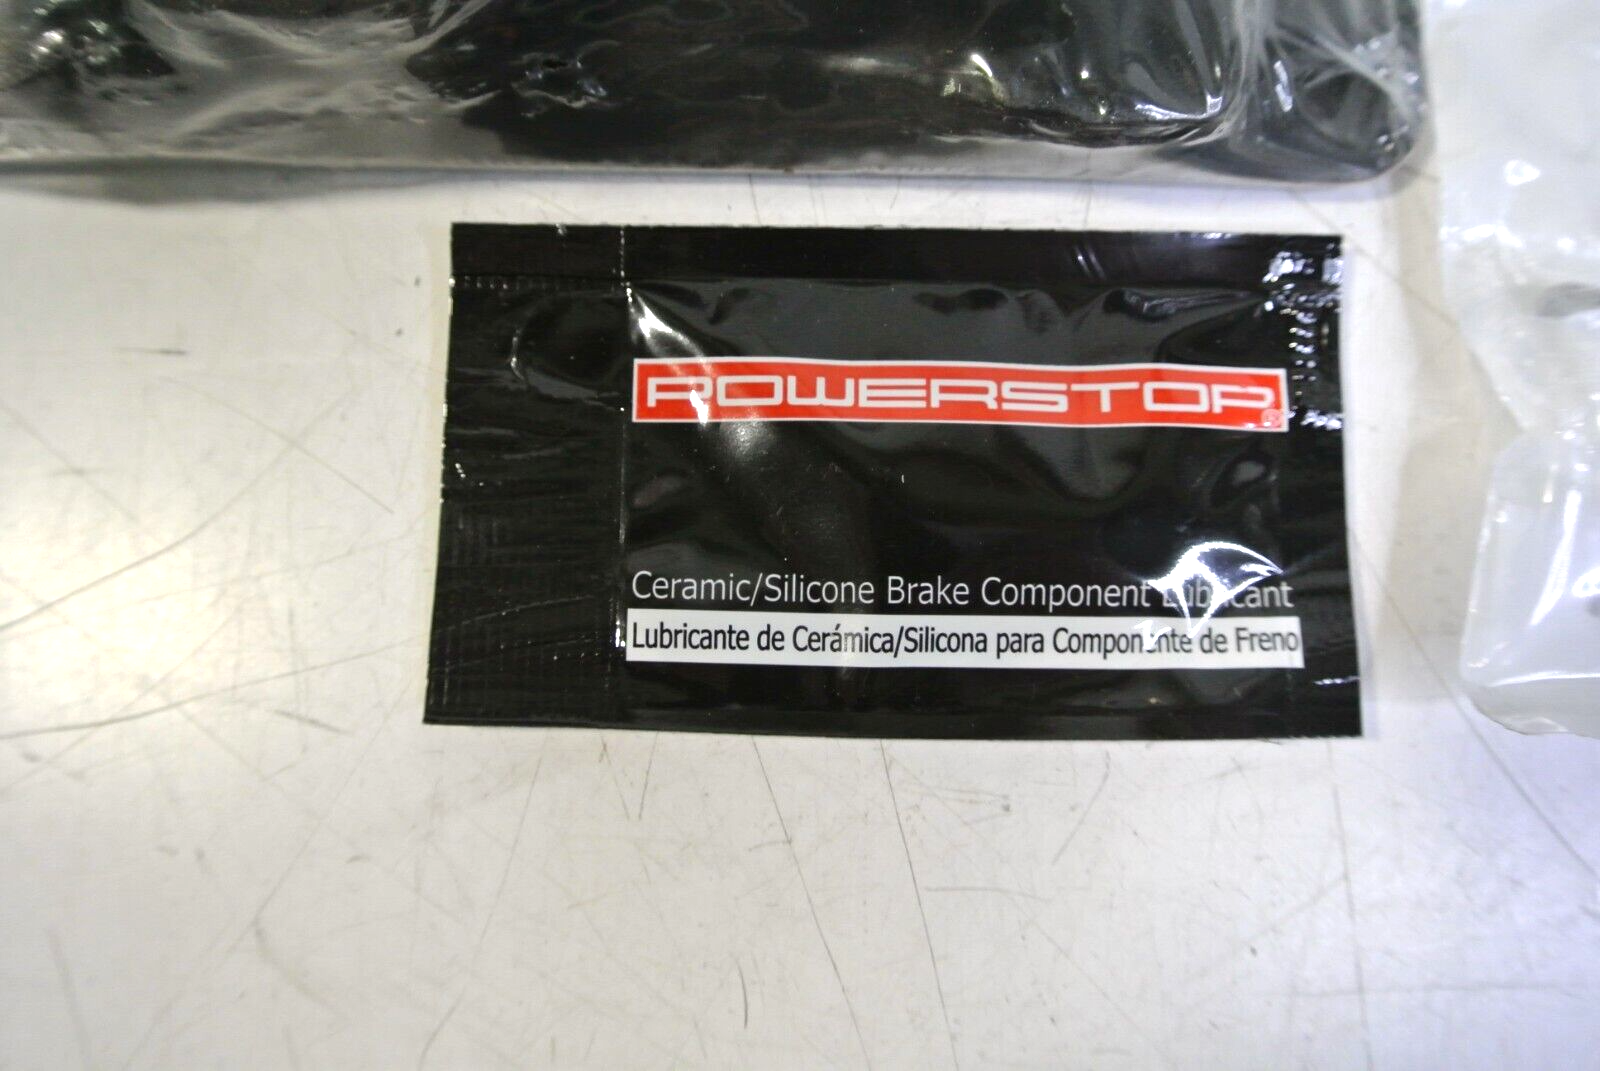 POWERSTOP®
Ceramic/Silicone Brake Component Lubricant
Lubricante de Cerámica/Silicona para Componente de Freno